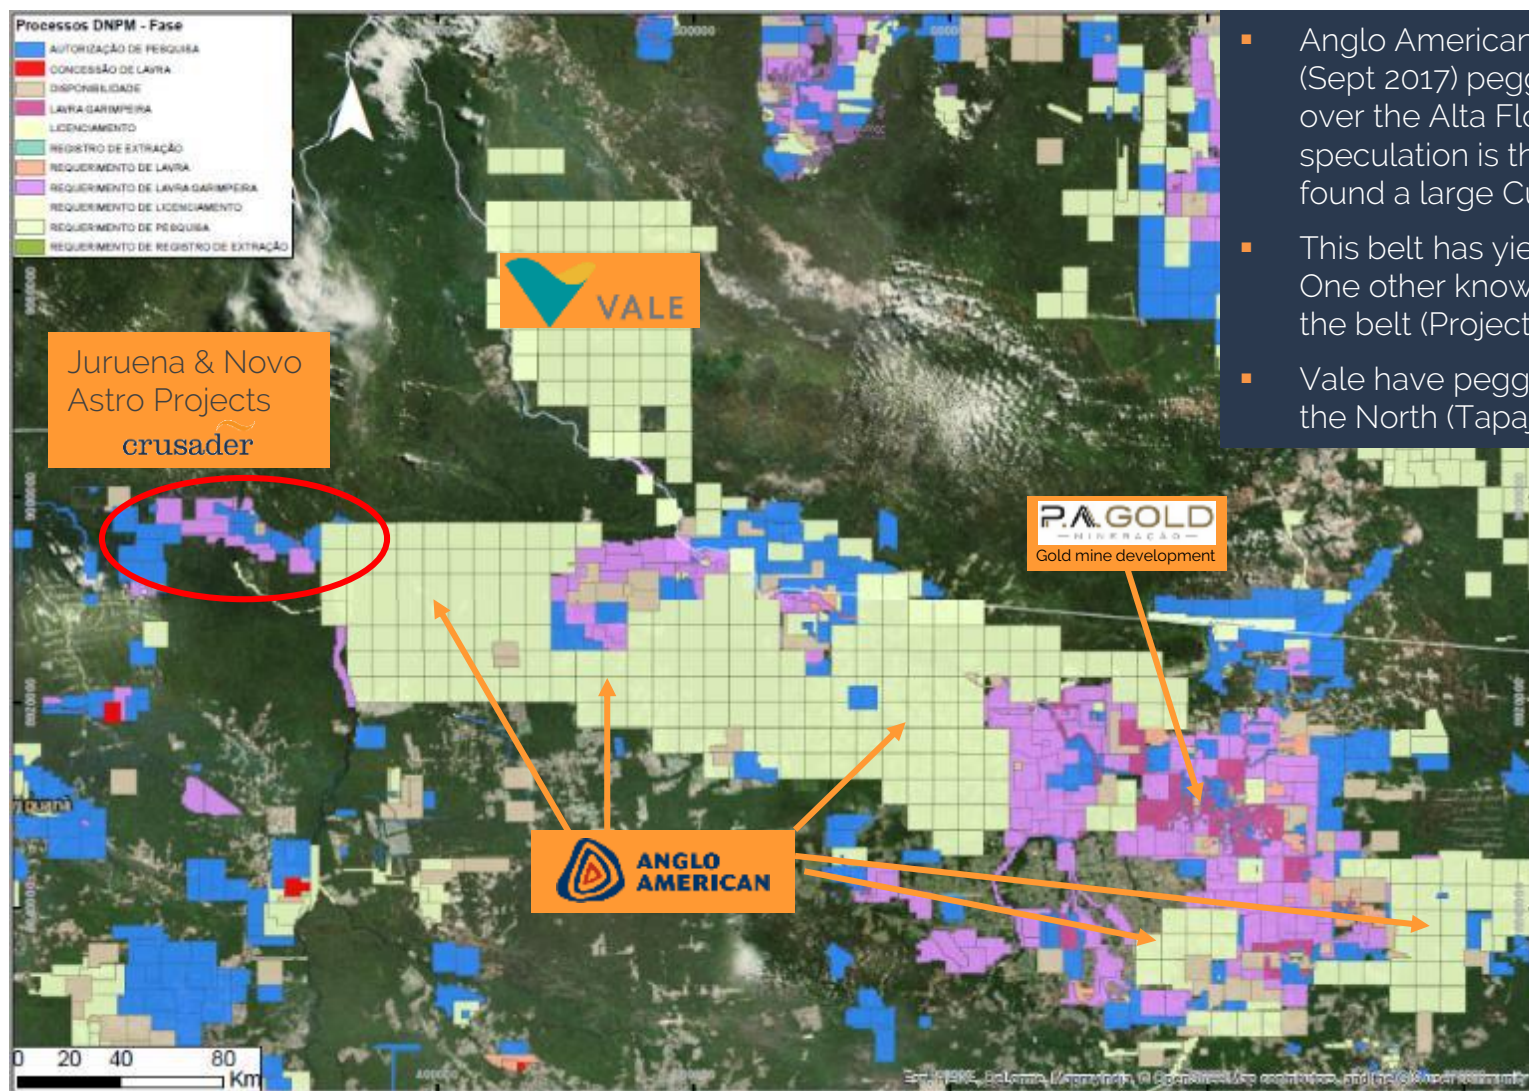 Processos DNPM - Fase
AUTORIZAÇÃO DE PESQUISA
CONCESSÃO DE LAVRA
DISPONIBILIDADE
LAVRA GARIMPEIRA
LICENCIAMENTO
REGISTRO DE EXTRAÇÃO
REQUERIMENTO DE LAVRA
REQUERIMENTO DE LAVRA GARIMPEIRA
REQUERIMENTO DE LICENCIAMENTO
REQUERIMENTO DE PESQUISA
REQUERIMENTO DE REGISTRO DE EXTRAÇÃO
Anglo American
(Sept 2017) pegg
over the Alta Flo
speculation is th
found a large Cu
This belt has yie
One other know
the belt (Project
Vale have pegg
the North (Tapaj
VALE
Juruena & Novo
Astro Projects
crusader
P.A.GOLD
MINERAÇÃO
Gold mine development
ANGLO
AMERICAN
0 20 40 80
Km